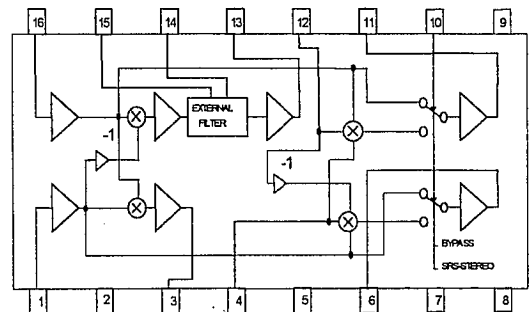 16 15 14 13 12 11 10 9
EXTERNAL
FILTER
-1
-1
BYPASS
SRS-STEREO
1 2 3 4 5 6 7 8